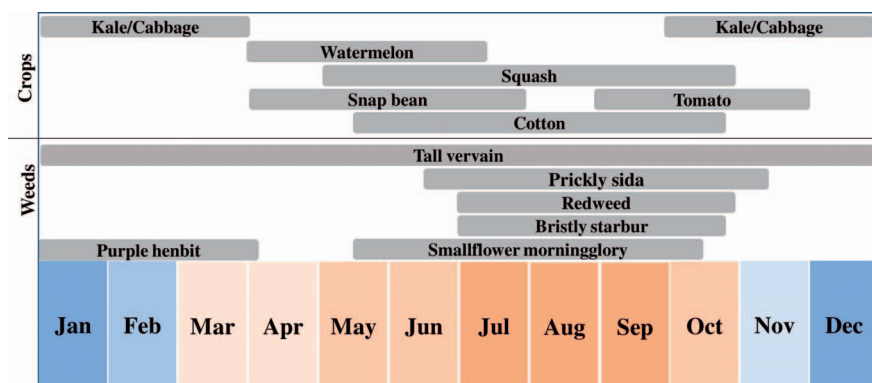 Crops
Kale/Cabbage Kale/Cabbage
Watermelon
Squash
Snap bean Tomato
Cotton
Weeds
Tall vervain
Prickly sida
Redweed
Bristly starbur
Purple henbit Smallflower morningglory
Jan Feb Mar Apr May Jun Jul Aug Sep Oct Nov Dec